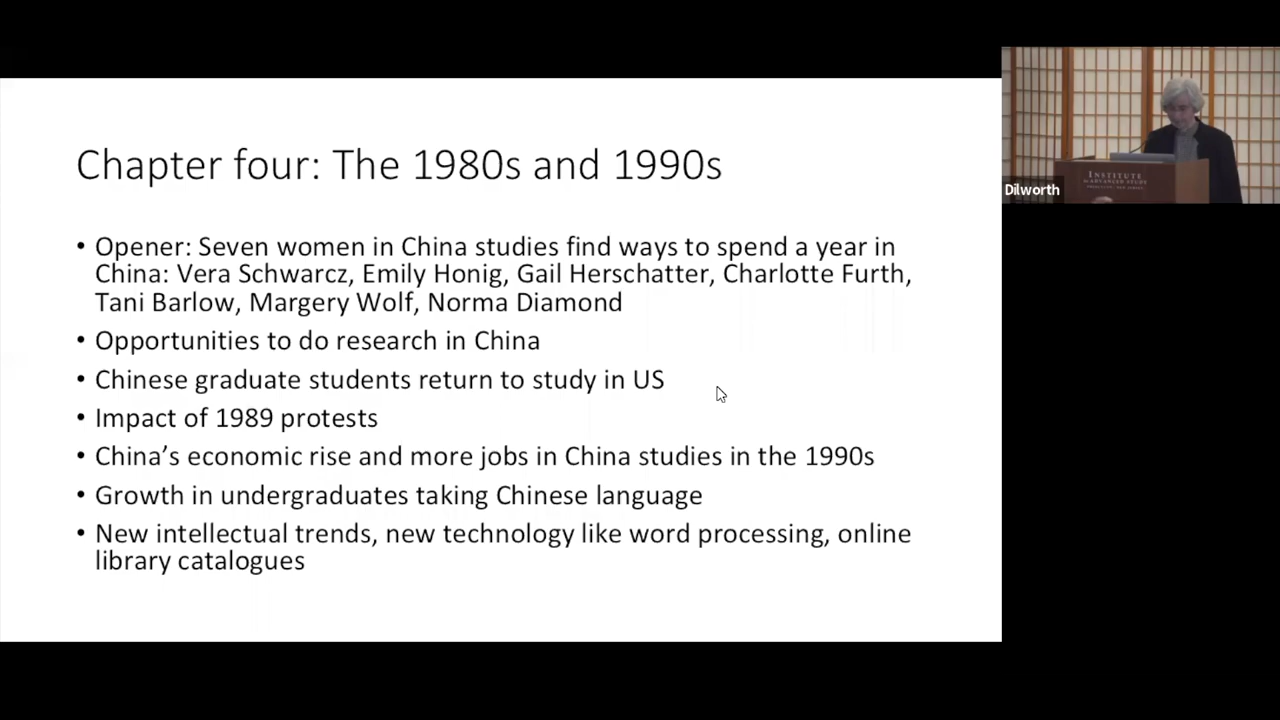 Chapter four: The 1980s and 1990s
• Opener: Seven women in China studies find ways to spend a year in
China: Vera Schwarcz, Emily Honig, Gail Herschatter, Charlotte Furth,
Tani Barlow, Margery Wolf, Norma Diamond
• Opportunities to do research in China
• Chinese graduate students return to study in US
• Impact of 1989 protests
• China’s economic rise and more jobs in China studies in the 1990s
• Growth in undergraduates taking Chinese language
• New intellectual trends, new technology like word processing, online
library catalogues
INSTITUTE
ADVANCED STUDY
Dilworth